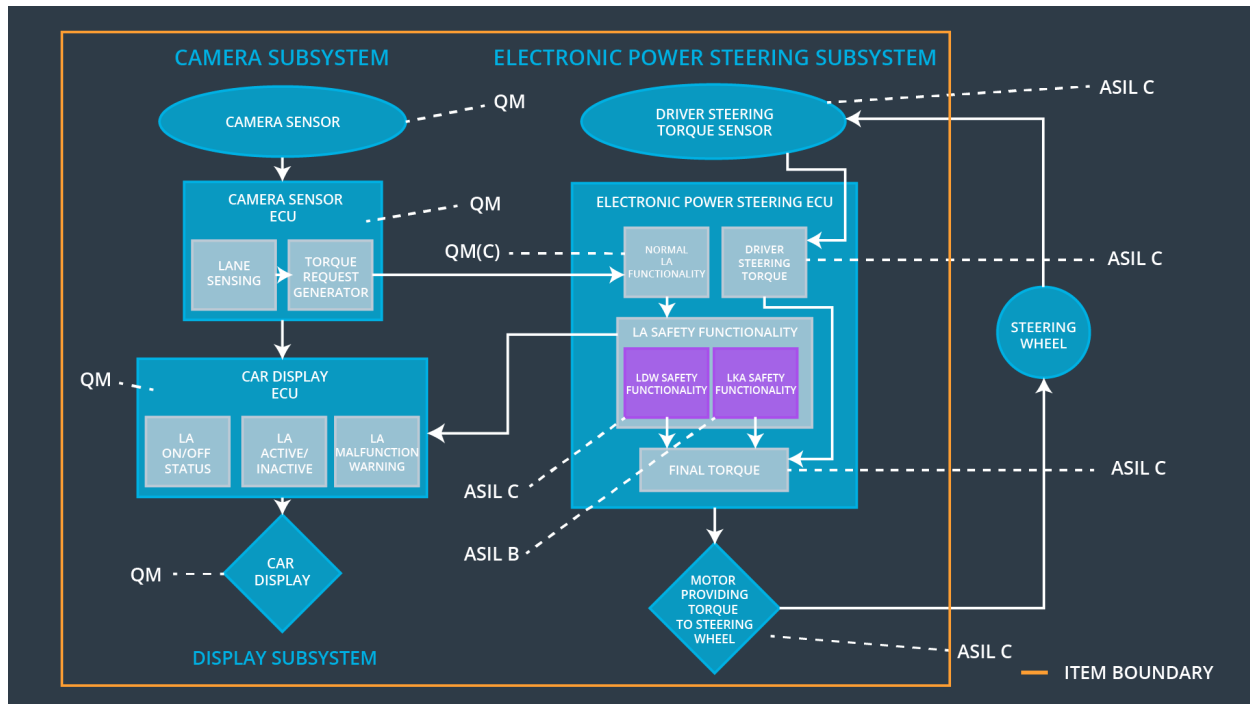 CAMERA SUBSYSTEM
ELECTRONIC POWER STEERING SUBSYSTEM
CAMERA SENSOR
QM
DRIVER STEERING
TORQUE SENSOR
ASIL C
CAMERA SENSOR
ECU
QM
LANE
SENSING
TORQUE
REQUEST
GENERATOR
ELECTRONIC POWER STEERING ECU
QM(C)
NORMAL
LA
FUNCTIONALITY
DRIVER
STEERING
TORQUE
ASIL C
LA SAFETY FUNCTIONALITY
LDW SAFETY
FUNCTIONALITY
LKA SAFETY
FUNCTIONALITY
STEERING
WHEEL
QM
CAR DISPLAY
ECU
LA
ON/OFF
STATUS
LA
ACTIVE/
INACTIVE
LA
MALFUNCTION
WARNING
FINAL TORQUE
ASIL C
ASIL C
ASIL B
QM
CAR
DISPLAY
MOTOR
PROVIDING
TORQUE
TO STEERING
WHEEL
ASIL C
DISPLAY SUBSYSTEM
ITEM BOUNDARY